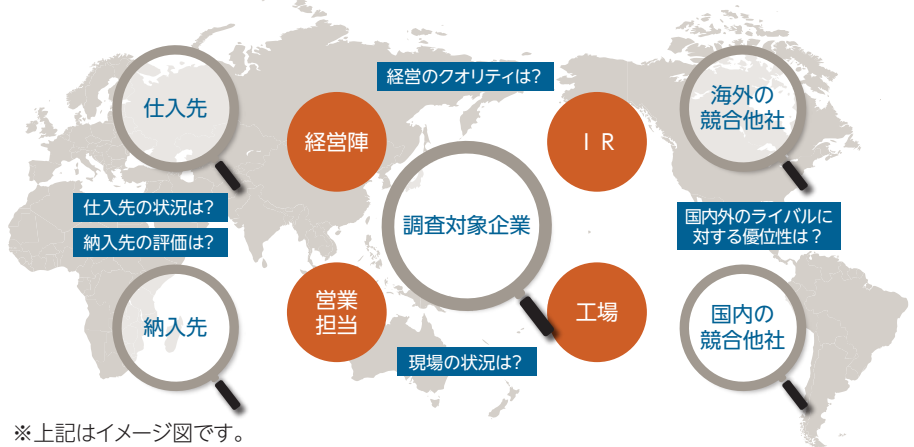 経営のクオリティは?
仕入先
経営陣
I R
海外の
競合他社
調査対象企業
仕入先の状況は?
納入先の評価は?
国内外のライバルに
対する優位性は？
納入先
営業
担当
工場
国内の
競合他社
現場の状況は?
※上記はイメージ図です。